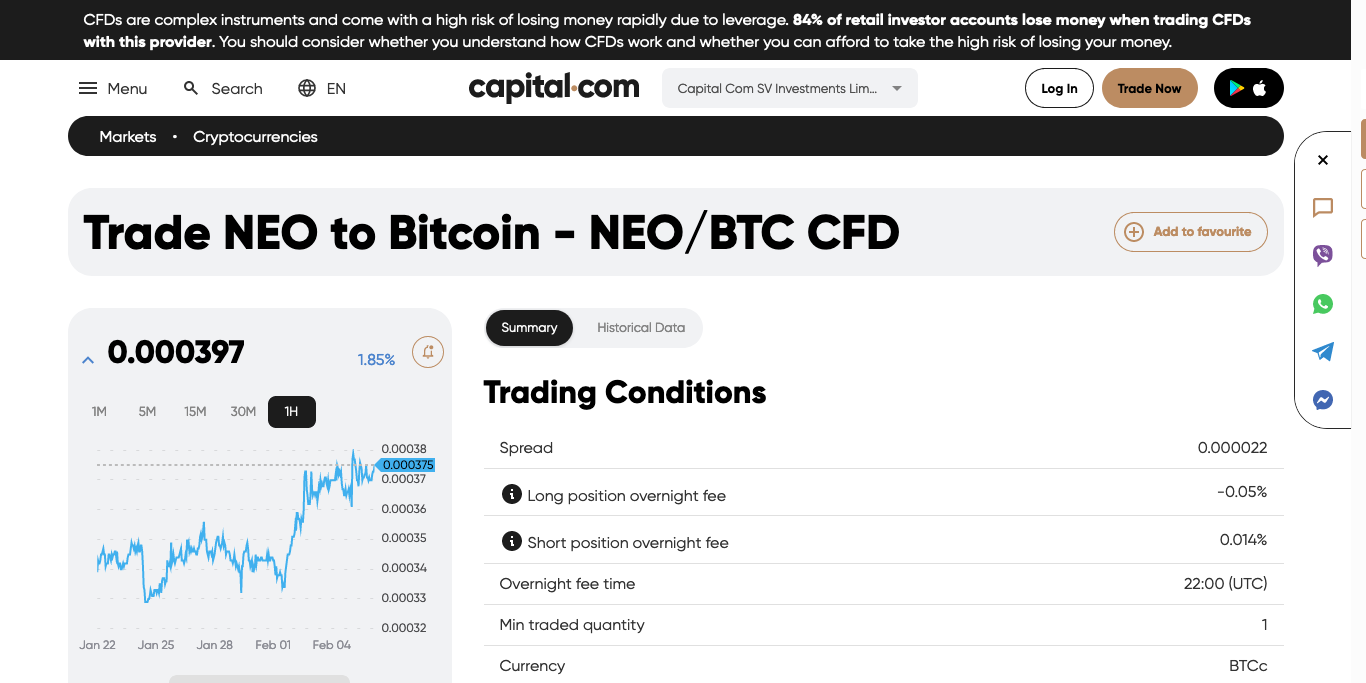 CFDs are complex instruments and come with a high risk of losing money rapidly due to leverage. 84% of retail investor accounts lose money when trading CFDs
with this provider. You should consider whether you understand how CFDs work and whether you can afford to take the high risk of losing your money.
Menu
Search
EN
capital.com
Capital Com SV Investments Lim...
Log In
Trade Now
Markets • Cryptocurrencies
Trade NEO to Bitcoin - NEO/BTC CFD
Add to favourite
0.000397
1.85%
1M 5M 15M 30M 1H
0.00038
0.000375
0.00037
0.00036
0.00035
0.00034
0.00033
0.00032
Jan 22 Jan 25 Jan 28 Feb 01 Feb 04
Summary
Historical Data
Trading Conditions
Spread 0.000022
Long position overnight fee -0.05%
Short position overnight fee 0.014%
Overnight fee time 22:00 (UTC)
Min traded quantity 1
Currency BTCc